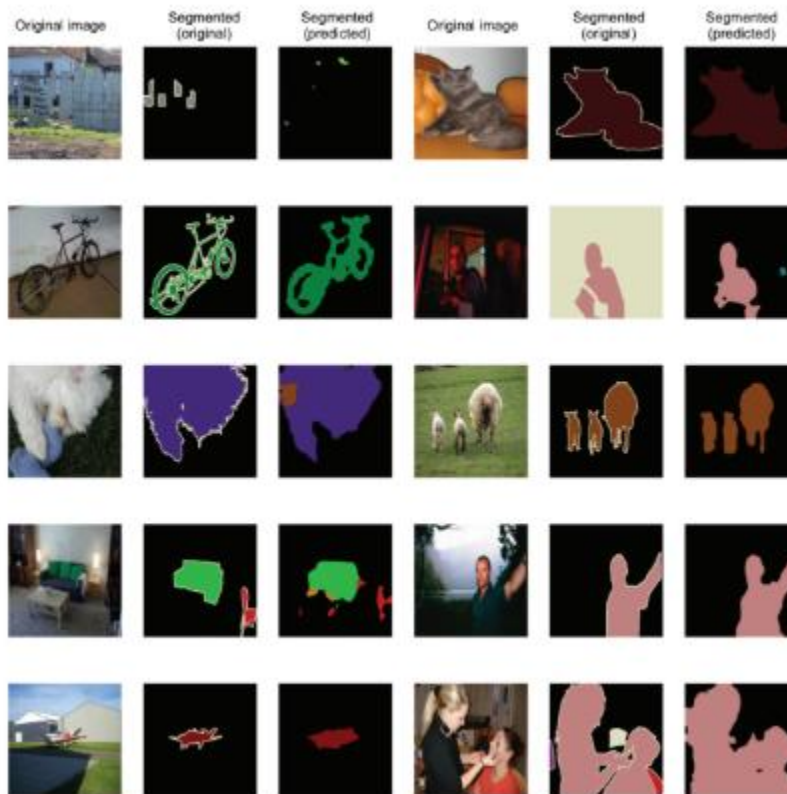 Original image
Segmented
(original)
Segmented
(predicted)
Original image
Segmented
(original)
Segmented
(predicted)